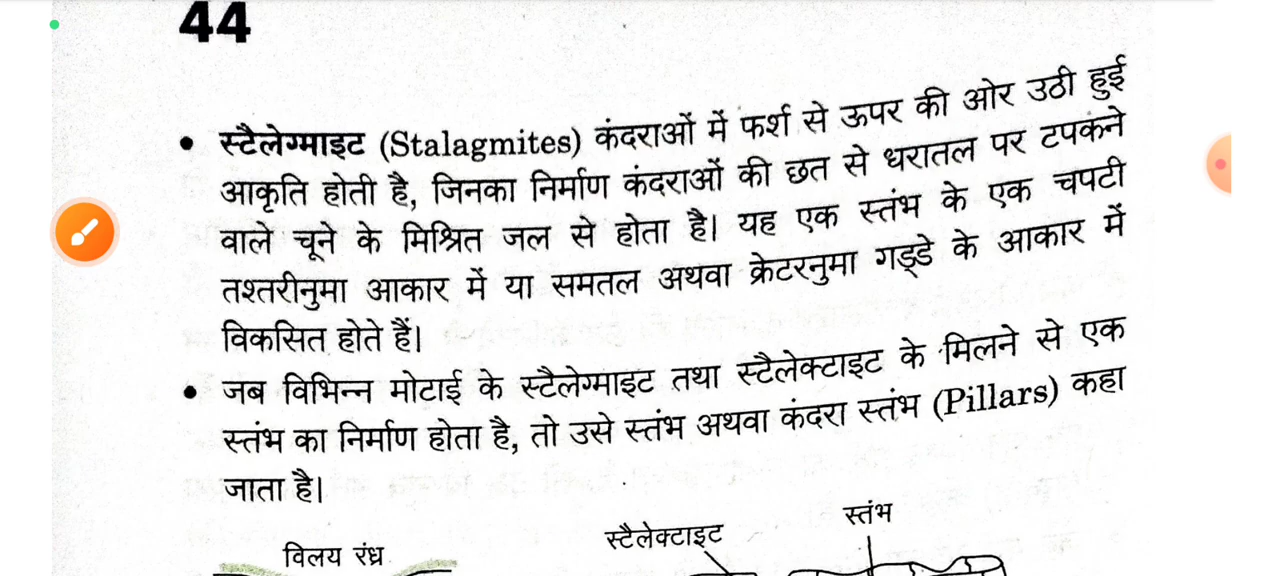 44
• स्टैलेग्माइट (Stalagmites) कंदराओं में फर्श से ऊपर की ओर उठी हुई
आकृति होती है, जिनका निर्माण कंदराओं की छत से धरातल पर टपकने
वाले चूने के मिश्रित जल से होता है। यह एक स्तंभ के एक चपटी
तश्तरीनुमा आकार में या समतल अथवा क्रेटरनुमा गड्डे के आकार में
विकसित होते हैं।
• जब विभिन्न मोटाई के स्टैलेग्माइट तथा स्टैलेक्टाइट के मिलने से एक
स्तंभ का निर्माण होता है, तो उसे स्तंभ अथवा कंदरा स्तंभ (Pillars) कहा
जाता है।
स्तंभ
स्टैलेक्टाइट
विलय रंध्र